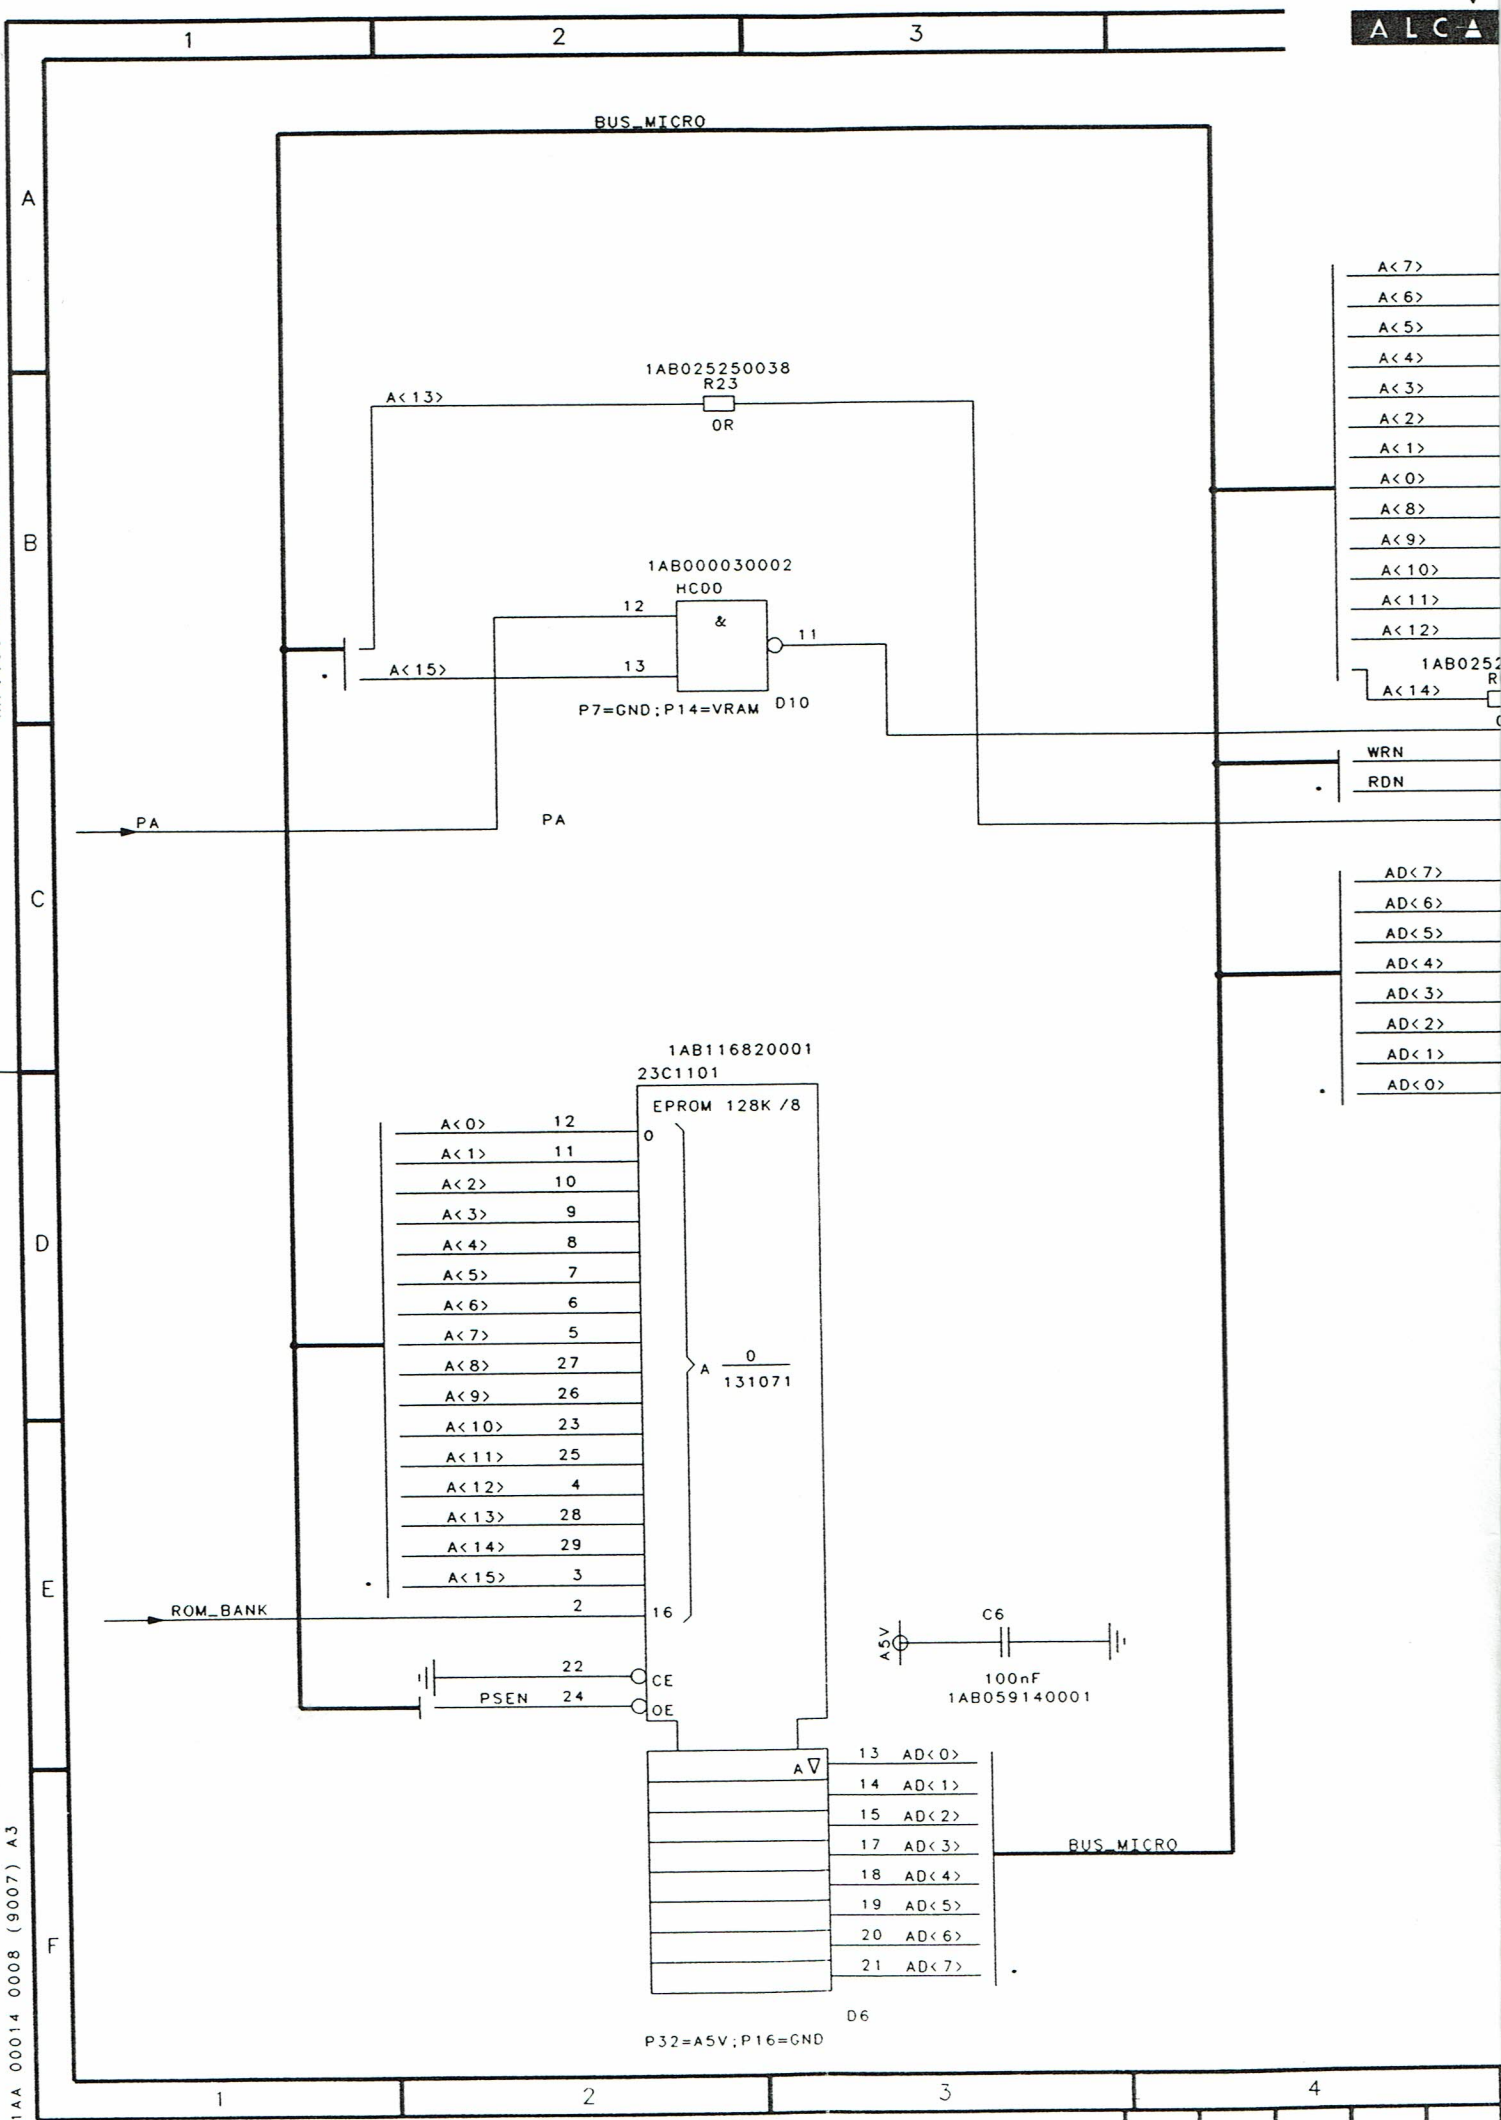 1 2 3
ALCA
BUS_MICRO
A
A<7>
A<6>
A<5>
A<4>
A<3>
A<2>
A<1>
A<0>
A<8>
A<9>
A<10>
A<11>
A<12>
1AB0252
R
A<14>
1AB025250038
R23
A<13>
0R
B
1AB000030002
HC00
12
&
11
A<15> 13
P7=GND;P14=VRAM D10
WRN
RDN
PA PA
C
AD<7>
AD<6>
AD<5>
AD<4>
AD<3>
AD<2>
AD<1>
AD<0>
1AB116820001
23C1101
EPROM 128K /8
A<0> 12 0
A<1> 11
A<2> 10
A<3> 9
D
A<4> 8
A<5> 7
A<6> 6
A<7> 5
A<8> 27
A 0
131071
A<9> 26
A<10> 23
A<11> 25
A<12> 4
A<13> 28
A<14> 29
A<15> 3
E
ROM_BANK 2 16
22 CE
PSEN 24 OE
C6
A5V
100nF
1AB059140001
A
13 AD<0>
14 AD<1>
15 AD<2>
17 AD<3>
BUS_MICRO
18 AD<4>
19 AD<5>
20 AD<6>
21 AD<7>
F
D6
P32=A5V;P16=GND
1AA 00014 0008 (9007) A3
1 2 3 4